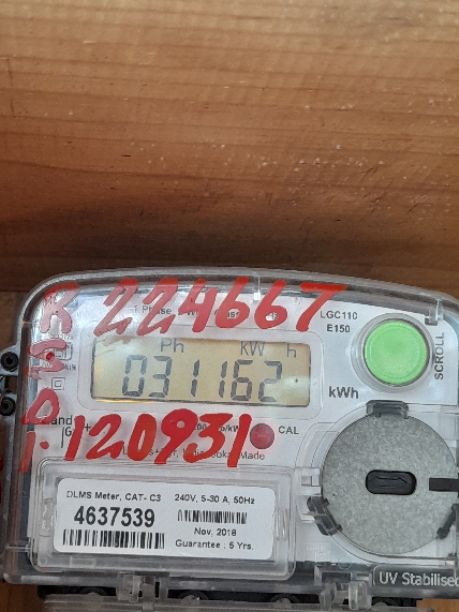 R 224667
LGC110
E150
SCROLL
Ph kW h
031162
kWh
120931
CAL
DLMS Meter, CAT- C3 240V, 5-30 A, 50Hz
4637539
Nov, 2018
Guarantee : 5 Yrs.
UV Stabilised